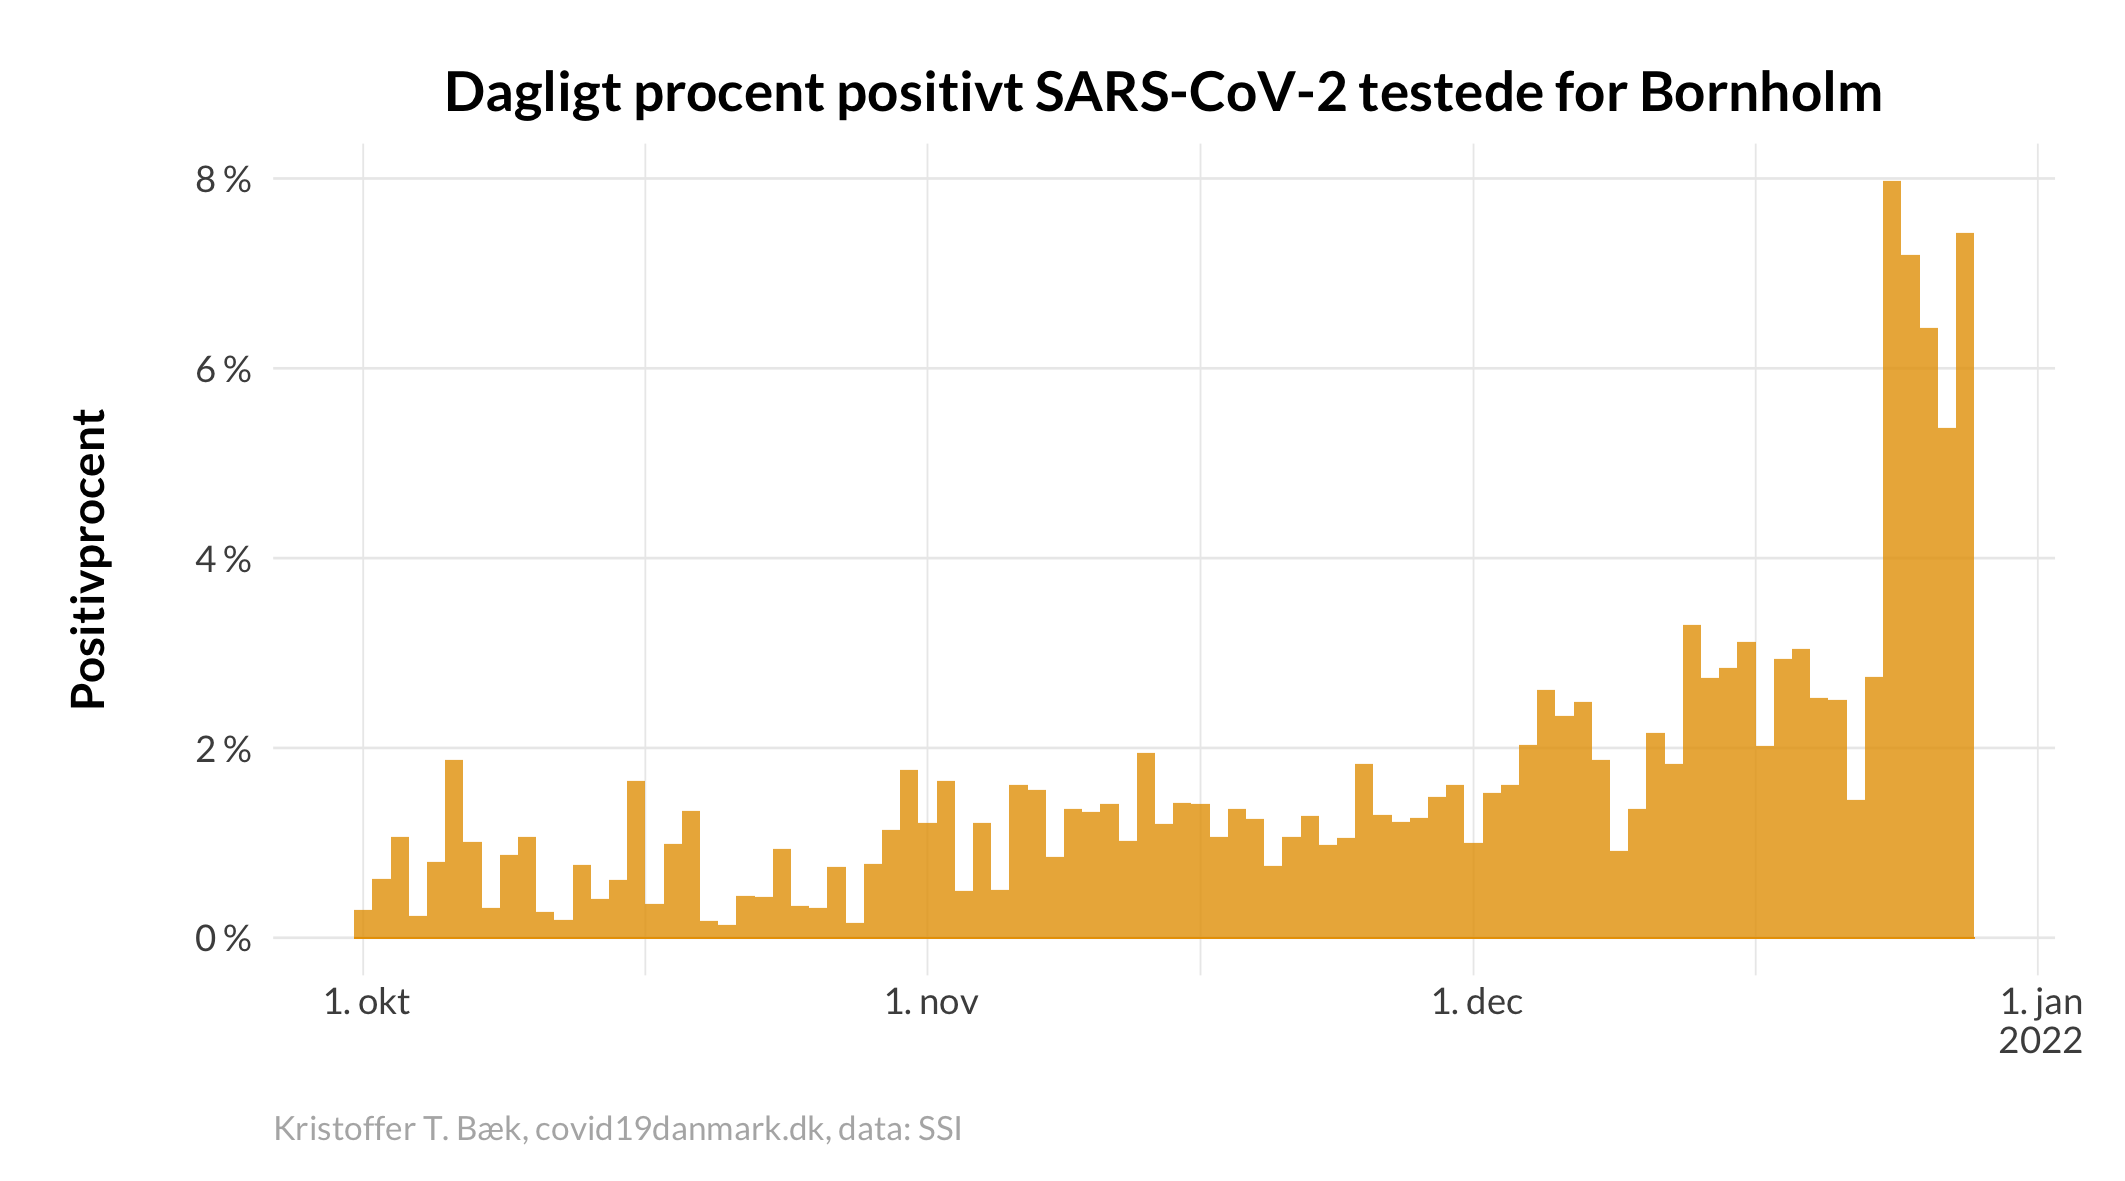 Dagligt procent positivt SARS-CoV-2 testede for Bornholm
Positivprocent
8 %
6 %
4 %
2 %
0 %
1. okt
1. nov
1. dec
1. jan
2022
Kristoffer T. Bæk, covid19danmark.dk, data: SSI